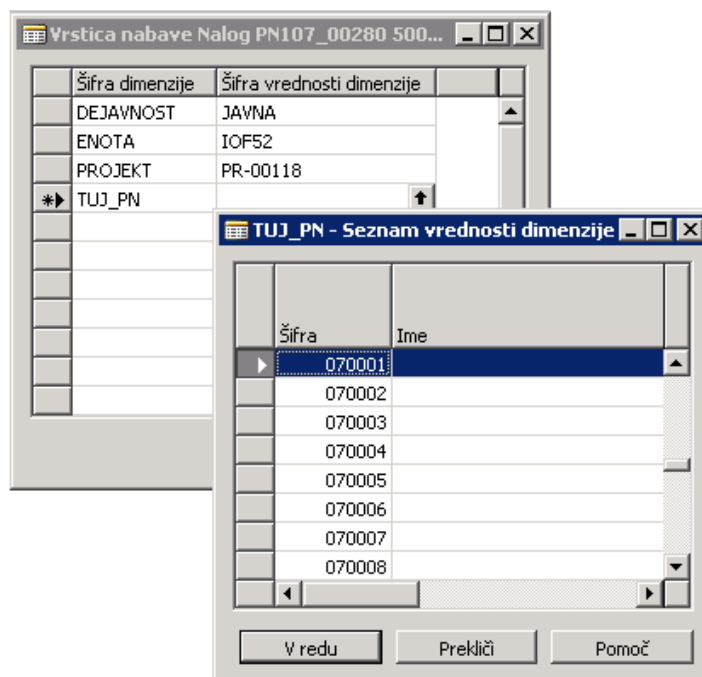 Vrstica nabave Nalog PN107_00280 500...
Šifra dimenzije Šifra vrednosti dimenzije
DEJAVNOST JAVNA
ENOTA IOF52
PROJEKT PR-00118
TUJ_PN
TUJ_PN - Seznam vrednosti dimenzije
Šifra Ime
070001
070002
070003
070004
070005
070006
070007
070008
V redu Prekliči Pomoč